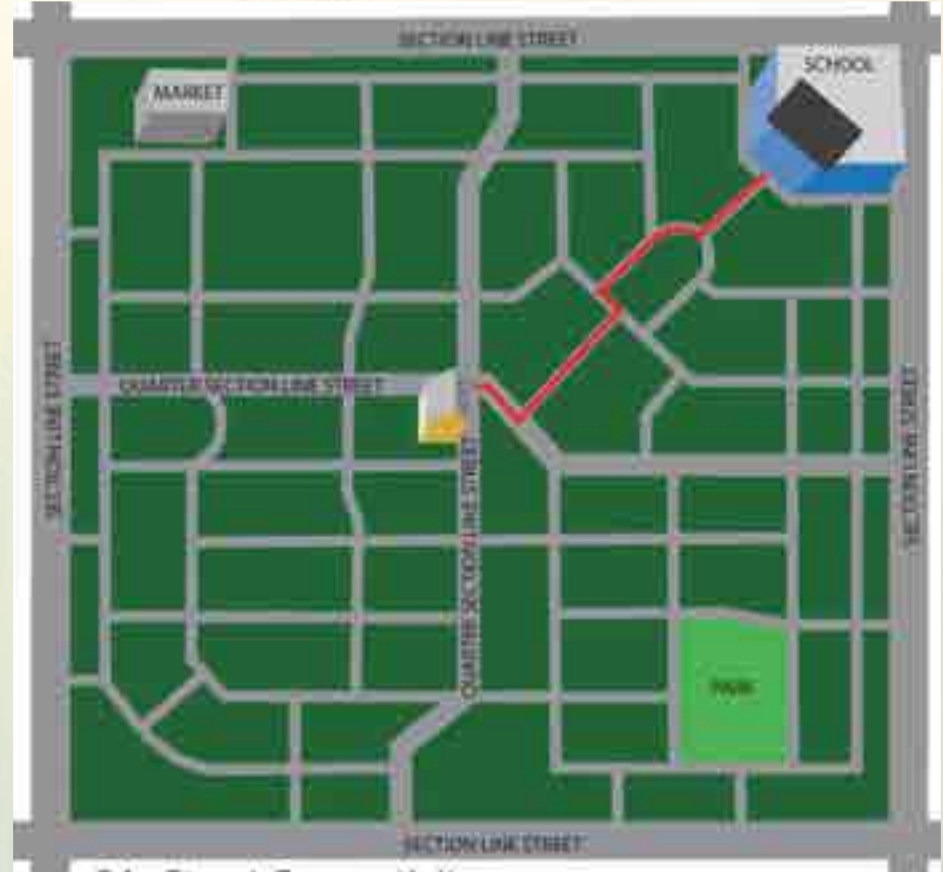 SECTION LINE STREET
SCHOOL
MARKET
QUARTER SECTION LINE STREET
SECTION LINE STREET
SECTION LINE STREET
QUARTER SECTION LINE STREET
PARK
SECTION LINE STREET